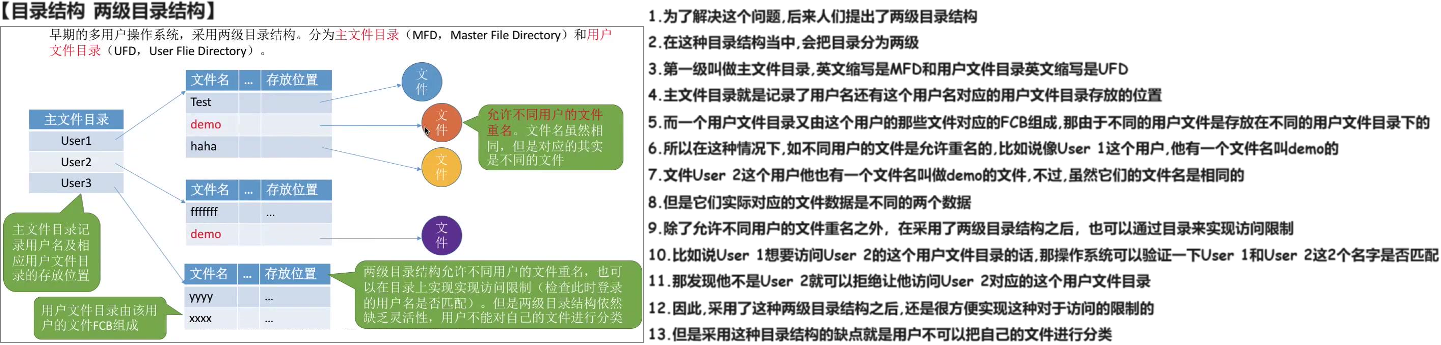 【目录结构 两级目录结构】
早期的多用户操作系统，采用两级目录结构。分为主文件目录（MFD，Master File Directory）和用户
文件目录（UFD，User Flie Directory）。
主文件目录
User1
User2
User3
主文件目录记
录用户名及相
应用户文件目
录的存放位置
用户文件目录由该用
户的文件FCB组成
文件名 ... 存放位置
Test
demo
haha
文件名 ... 存放位置
fffffff ...
demo
文件名 ... 存放位置
yyyy ...
xxxx ...
文
件
文
件
文
件
文
件
允许不同用户的文件
重名。文件名虽然相
同，但是对应的其实
是不同的文件
两级目录结构允许不同用户的文件重名，也可
以在目录上实现实现访问限制（检查此时登录
的用户名是否匹配）。但是两级目录结构依然
缺乏灵活性，用户不能对自己的文件进行分类
1.为了解决这个问题,后来人们提出了两级目录结构
2.在这种目录结构当中,会把目录分为两级
3.第一级叫做主文件目录,英文缩写是MFD和用户文件目录英文缩写是UFD
4.主文件目录就是记录了用户名还有这个用户名对应的用户文件目录存放的位置
5.而一个用户文件目录又由这个用户的那些文件对应的FCB组成,那由于不同的用户文件是存放在不同的用户文件目录下的
6.所以在这种情况下,如不同用户的文件是允许重名的,比如说像User 1这个用户,他有一个文件名叫demo的
7.文件User 2这个用户他也有一个文件名叫做demo的文件,不过,虽然它们的文件名是相同的
8.但是它们实际对应的文件数据是不同的两个数据
9.除了允许不同用户的文件重名之外，在采用了两级目录结构之后，也可以通过目录来实现访问限制
10.比如说User 1想要访问User 2的这个用户文件目录的话,那操作系统可以验证一下User 1和User 2这2个名字是否匹配
11.那发现他不是User 2就可以拒绝让他访问User 2对应的这个用户文件目录
12.因此,采用了这种两级目录结构之后,还是很方便实现这种对于访问的限制的
13.但是采用这种目录结构的缺点就是用户不可以把自己的文件进行分类